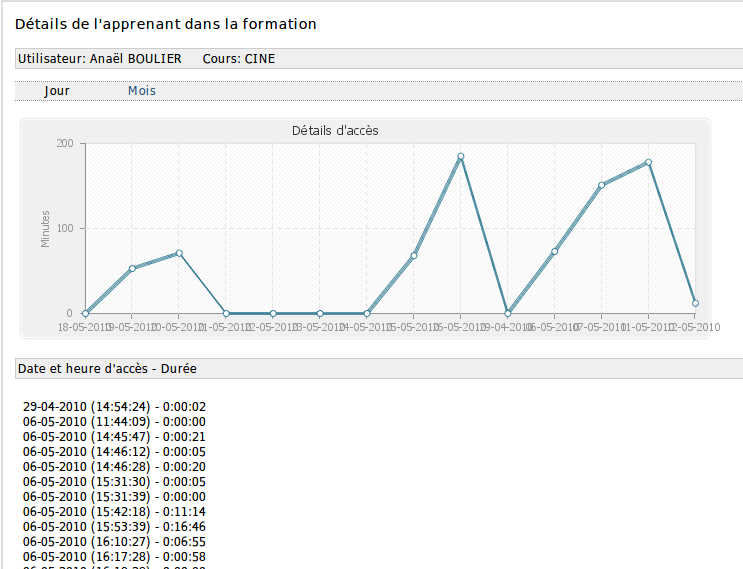 Détails de l'apprenant dans la formation
Utilisateur: Anaël BOULIER Cours: CINE
Jour Mois
Détails d'accès
200
100
0
Minutes
18-05-2010 19-05-2010 20-05-2010 21-05-2010 22-05-2010 23-05-2010 24-05-2010 25-05-2010 26-05-2010 29-04-2010 06-05-2010 07-05-2010 11-05-2010 12-05-2010
Date et heure d'accès - Durée
29-04-2010 (14:54:24) - 0:00:02
06-05-2010 (11:44:09) - 0:00:00
06-05-2010 (14:45:47) - 0:00:21
06-05-2010 (14:46:12) - 0:00:05
06-05-2010 (14:46:28) - 0:00:20
06-05-2010 (15:31:30) - 0:00:05
06-05-2010 (15:31:39) - 0:00:00
06-05-2010 (15:42:18) - 0:11:14
06-05-2010 (15:53:39) - 0:16:46
06-05-2010 (16:10:27) - 0:06:55
06-05-2010 (16:17:28) - 0:00:58